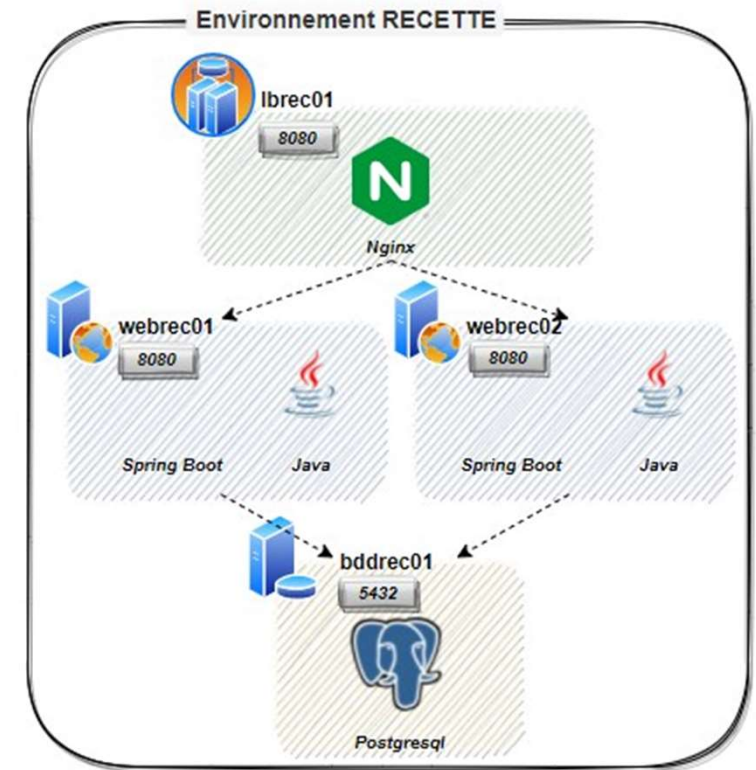 Environnement RECETTE
lbrec01
8080
N
Nginx
webrec01
8080
Spring Boot
Java
webrec02
8080
Spring Boot
Java
bddrec01
5432
Postgresql